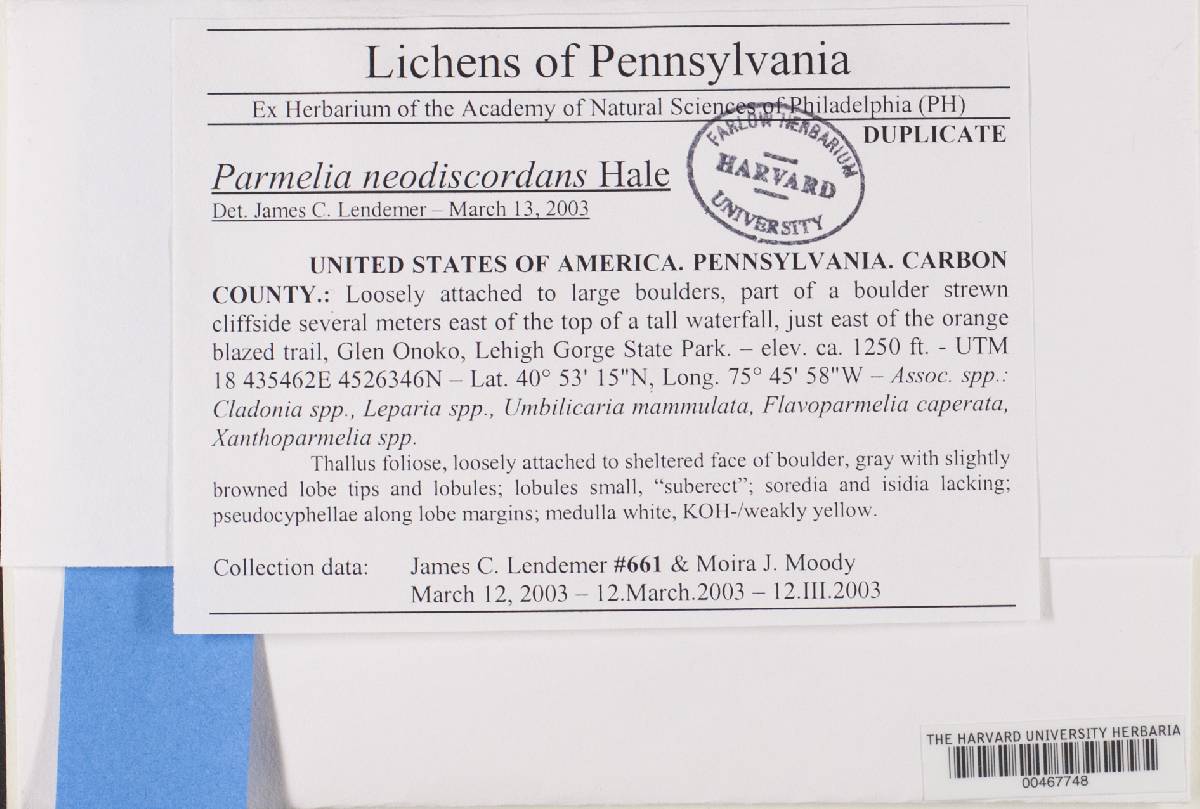 Lichens of Pennsylvania
Ex Herbarium of the Academy of Natural Sciences of Philadelphia (PH)
DUPLICATE
FARLOW HERBARIUM
HARVARD
UNIVERSITY
Parmelia neodiscordans Hale
Det. James C. Lendemer – March 13, 2003
UNITED STATES OF AMERICA. PENNSYLVANIA. CARBON
COUNTY.: Loosely attached to large boulders, part of a boulder strewn
cliffside several meters east of the top of a tall waterfall, just east of the orange
blazed trail, Glen Onoko, Lehigh Gorge State Park. – elev. ca. 1250 ft. - UTM
18 435462E 4526346N – Lat. 40° 53' 15"N, Long. 75° 45' 58"W – Assoc. spp.:
Cladonia spp., Leparia spp., Umbilicaria mammulata, Flavoparmelia caperata,
Xanthoparmelia spp.
Thallus foliose, loosely attached to sheltered face of boulder, gray with slightly
browned lobe tips and lobules; lobules small, “suberect”; soredia and isidia lacking;
pseudocyphellae along lobe margins; medulla white, KOH-/weakly yellow.
Collection data: James C. Lendemer #661 & Moira J. Moody
March 12, 2003 – 12.March.2003 – 12.III.2003
THE HARVARD UNIVERSITY HERBARIA
00467748